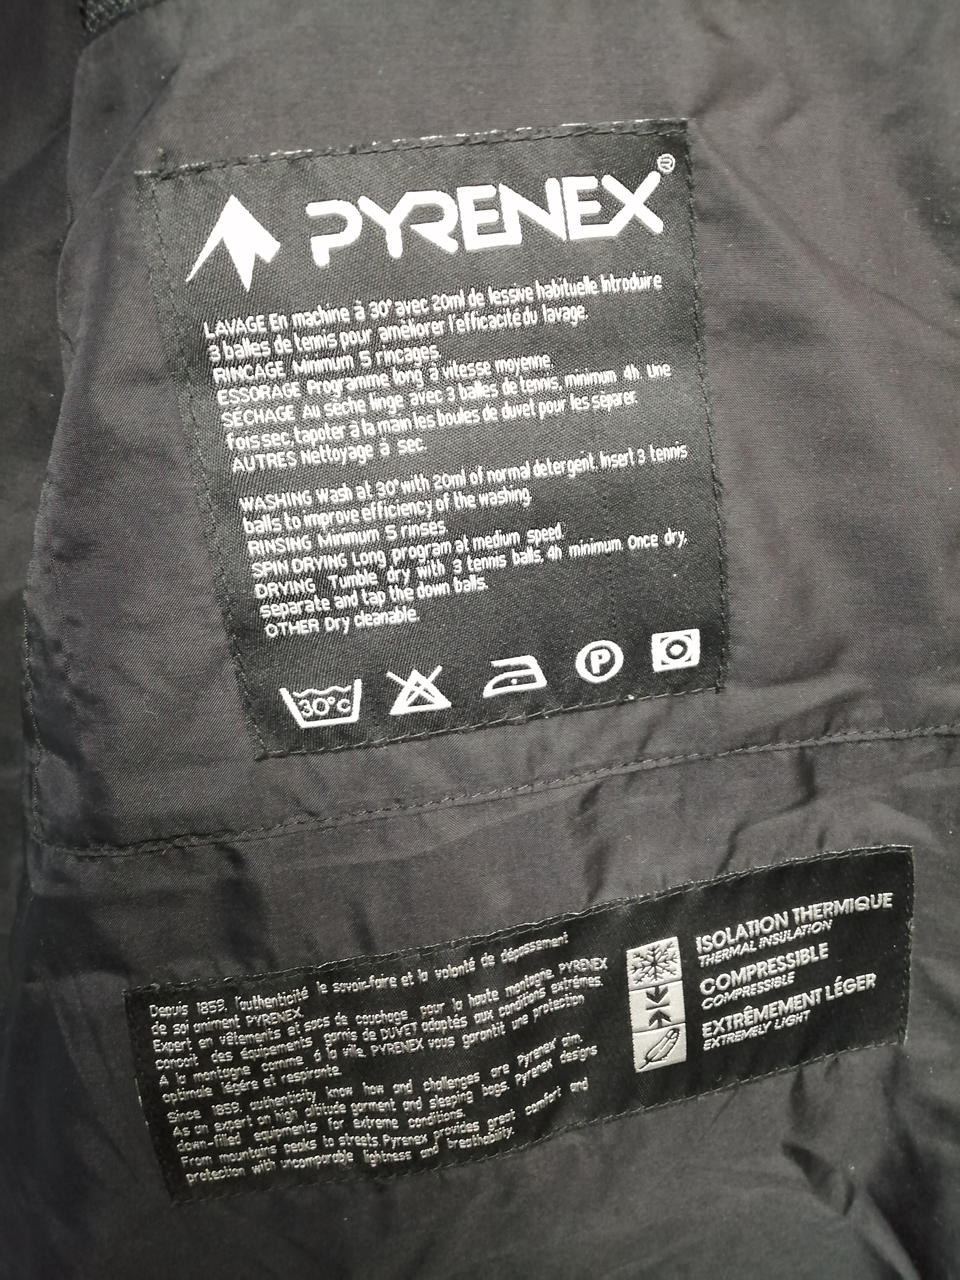 PYRENEX®
LAVAGE En machine à 30° avec 20ml de lessive habituelle Introduire
3 balles de tennis pour améliorer l'efficacité du lavage.
RINCAGE Minimum 5 rincages.
ESSORAGE Programme long à vitesse moyenne.
SÉCHAGE Au sèche linge avec 3 balles de tennis, minimum 4h. Une
fois sec, tapoter à la main les boules de duvet pour les séparer.
AUTRES Nettoyage à sec.
WASHING Wash at 30° with 20ml of normal detergent. Insert 3 tennis
balls to improve efficiency of the washing.
RINSING Minimum 5 rinses.
SPIN DRYING Long program at medium speed
DRYING Tumble dry with 3 tennis balls, 4h minimum. Once dry,
separate and tap the down balls.
OTHER Dry cleanable.
30°C
P
Depuis 1859, l'authenticité le savoir-faire et la volonté de dépassement
de soi animent PYRENEX.
Expert en vêtements et sacs de couchage pour la haute montagne PYRENEX
conçoit des équipements garnis de DUVET adaptés aux conditions extrêmes.
A la montagne comme à la ville, PYRENEX vous garantit une protection
optimale légère et respirante.
Since 1859, authenticity know how and challenges are Pyrenex' aim.
As an expert on high altitude garment and sleeping bags, Pyrenex designs
down-filled equipments for extreme conditions.
From mountains peaks to streets, Pyrenex provides great comfort and
protection with uncomparable lightness and breathability.
ISOLATION THERMIQUE
THERMAL INSULATION
COMPRESSIBLE
COMPRESSIBLE
EXTRÊMEMENT LÉGER
EXTREMELY LIGHT